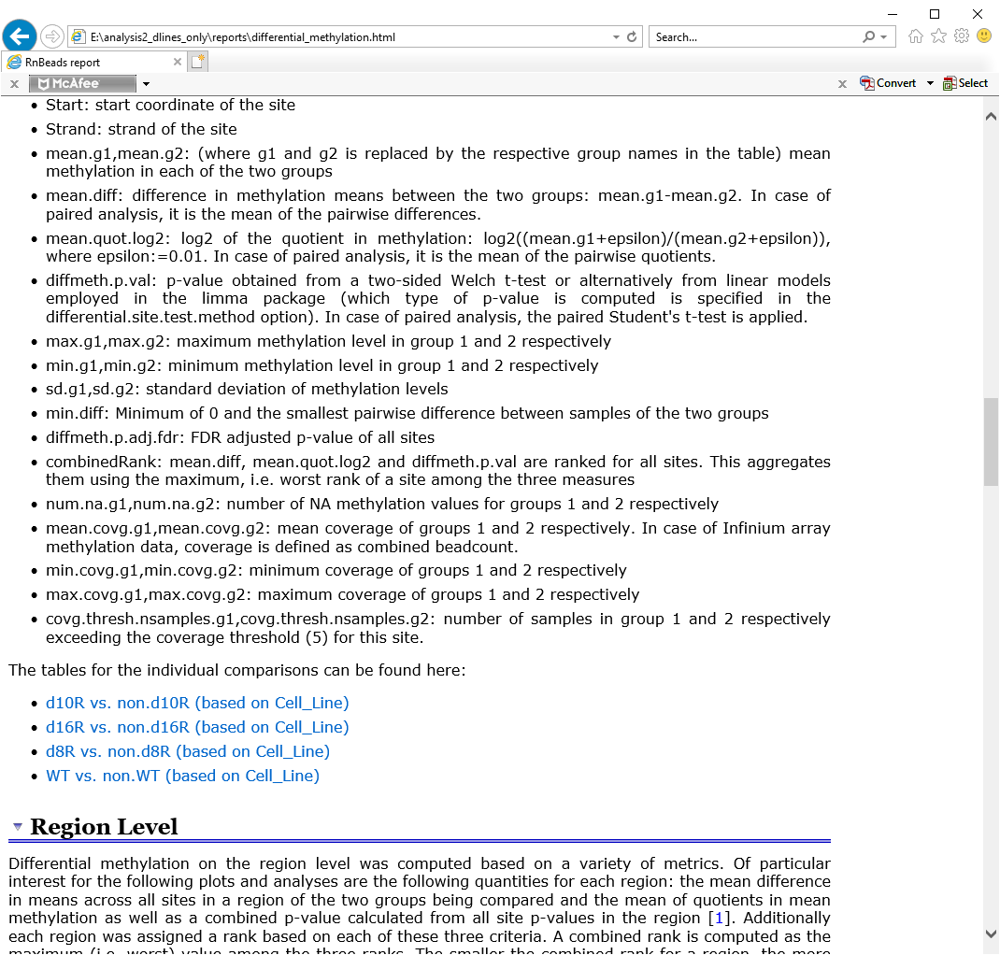 E:\analysis2_dlines_only\reports\differential_methylation.html
Search...
RnBeads report
x McAfee
x Convert Select
• Start: start coordinate of the site
• Strand: strand of the site
• mean.g1,mean.g2: (where g1 and g2 is replaced by the respective group names in the table) mean
methylation in each of the two groups
• mean.diff: difference in methylation means between the two groups: mean.g1-mean.g2. In case of
paired analysis, it is the mean of the pairwise differences.
• mean.quot.log2: log2 of the quotient in methylation: log2((mean.g1+epsilon)/(mean.g2+epsilon)),
where epsilon:=0.01. In case of paired analysis, it is the mean of the pairwise quotients.
• diffmeth.p.val: p-value obtained from a two-sided Welch t-test or alternatively from linear models
employed in the limma package (which type of p-value is computed is specified in the
differential.site.test.method option). In case of paired analysis, the paired Student's t-test is applied.
• max.g1,max.g2: maximum methylation level in group 1 and 2 respectively
• min.g1,min.g2: minimum methylation level in group 1 and 2 respectively
• sd.g1,sd.g2: standard deviation of methylation levels
• min.diff: Minimum of 0 and the smallest pairwise difference between samples of the two groups
• diffmeth.p.adj.fdr: FDR adjusted p-value of all sites
• combinedRank: mean.diff, mean.quot.log2 and diffmeth.p.val are ranked for all sites. This aggregates
them using the maximum, i.e. worst rank of a site among the three measures
• num.na.g1,num.na.g2: number of NA methylation values for groups 1 and 2 respectively
• mean.covg.g1,mean.covg.g2: mean coverage of groups 1 and 2 respectively. In case of Infinium array
methylation data, coverage is defined as combined beadcount.
• min.covg.g1,min.covg.g2: minimum coverage of groups 1 and 2 respectively
• max.covg.g1,max.covg.g2: maximum coverage of groups 1 and 2 respectively
• covg.thresh.nsamples.g1,covg.thresh.nsamples.g2: number of samples in group 1 and 2 respectively
exceeding the coverage threshold (5) for this site.
The tables for the individual comparisons can be found here:
• d10R vs. non.d10R (based on Cell_Line)
• d16R vs. non.d16R (based on Cell_Line)
• d8R vs. non.d8R (based on Cell_Line)
• WT vs. non.WT (based on Cell_Line)
Region Level
Differential methylation on the region level was computed based on a variety of metrics. Of particular
interest for the following plots and analyses are the following quantities for each region: the mean difference
in means across all sites in a region of the two groups being compared and the mean of quotients in mean
methylation as well as a combined p-value calculated from all site p-values in the region [1]. Additionally
each region was assigned a rank based on each of these three criteria. A combined rank is computed as the
maximum (i.e. worst) value among the three ranks. The smaller the combined rank for a region, the more